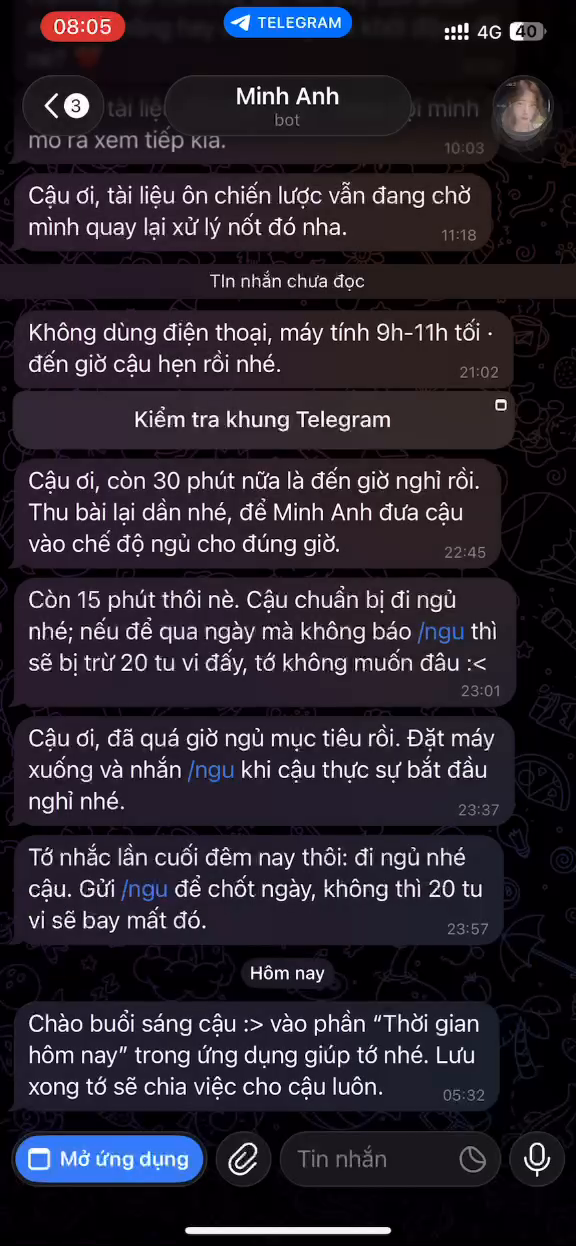 08:05
TELEGRAM
4G
40
3
Minh Anh
bot
tài liệ
mình
mở ra xem tiếp kìa.
10:03
Cậu ơi, tài liệu ôn chiến lược vẫn đang chờ
mình quay lại xử lý nốt đó nha.
11:18
TIn nhắn chưa đọc
Không dùng điện thoại, máy tính 9h-11h tối ·
đến giờ cậu hẹn rồi nhé.
21:02
Kiểm tra khung Telegram
Cậu ơi, còn 30 phút nữa là đến giờ nghỉ rồi.
Thu bài lại dần nhé, để Minh Anh đưa cậu
vào chế độ ngủ cho đúng giờ.
22:45
Còn 15 phút thôi nè. Cậu chuẩn bị đi ngủ
nhé; nếu để qua ngày mà không báo /ngu thì
sẽ bị trừ 20 tu vi đấy, tớ không muốn đâu :<
23:01
Cậu ơi, đã quá giờ ngủ mục tiêu rồi. Đặt máy
xuống và nhắn /ngu khi cậu thực sự bắt đầu
nghỉ nhé.
23:37
Tớ nhắc lần cuối đêm nay thôi: đi ngủ nhé
cậu. Gửi /ngu để chốt ngày, không thì 20 tu
vi sẽ bay mất đó.
23:57
Hôm nay
Chào buổi sáng cậu :> vào phần “Thời gian
hôm nay” trong ứng dụng giúp tớ nhé. Lưu
xong tớ sẽ chia việc cho cậu luôn.
05:32
Mở ứng dụng
Tin nhắn